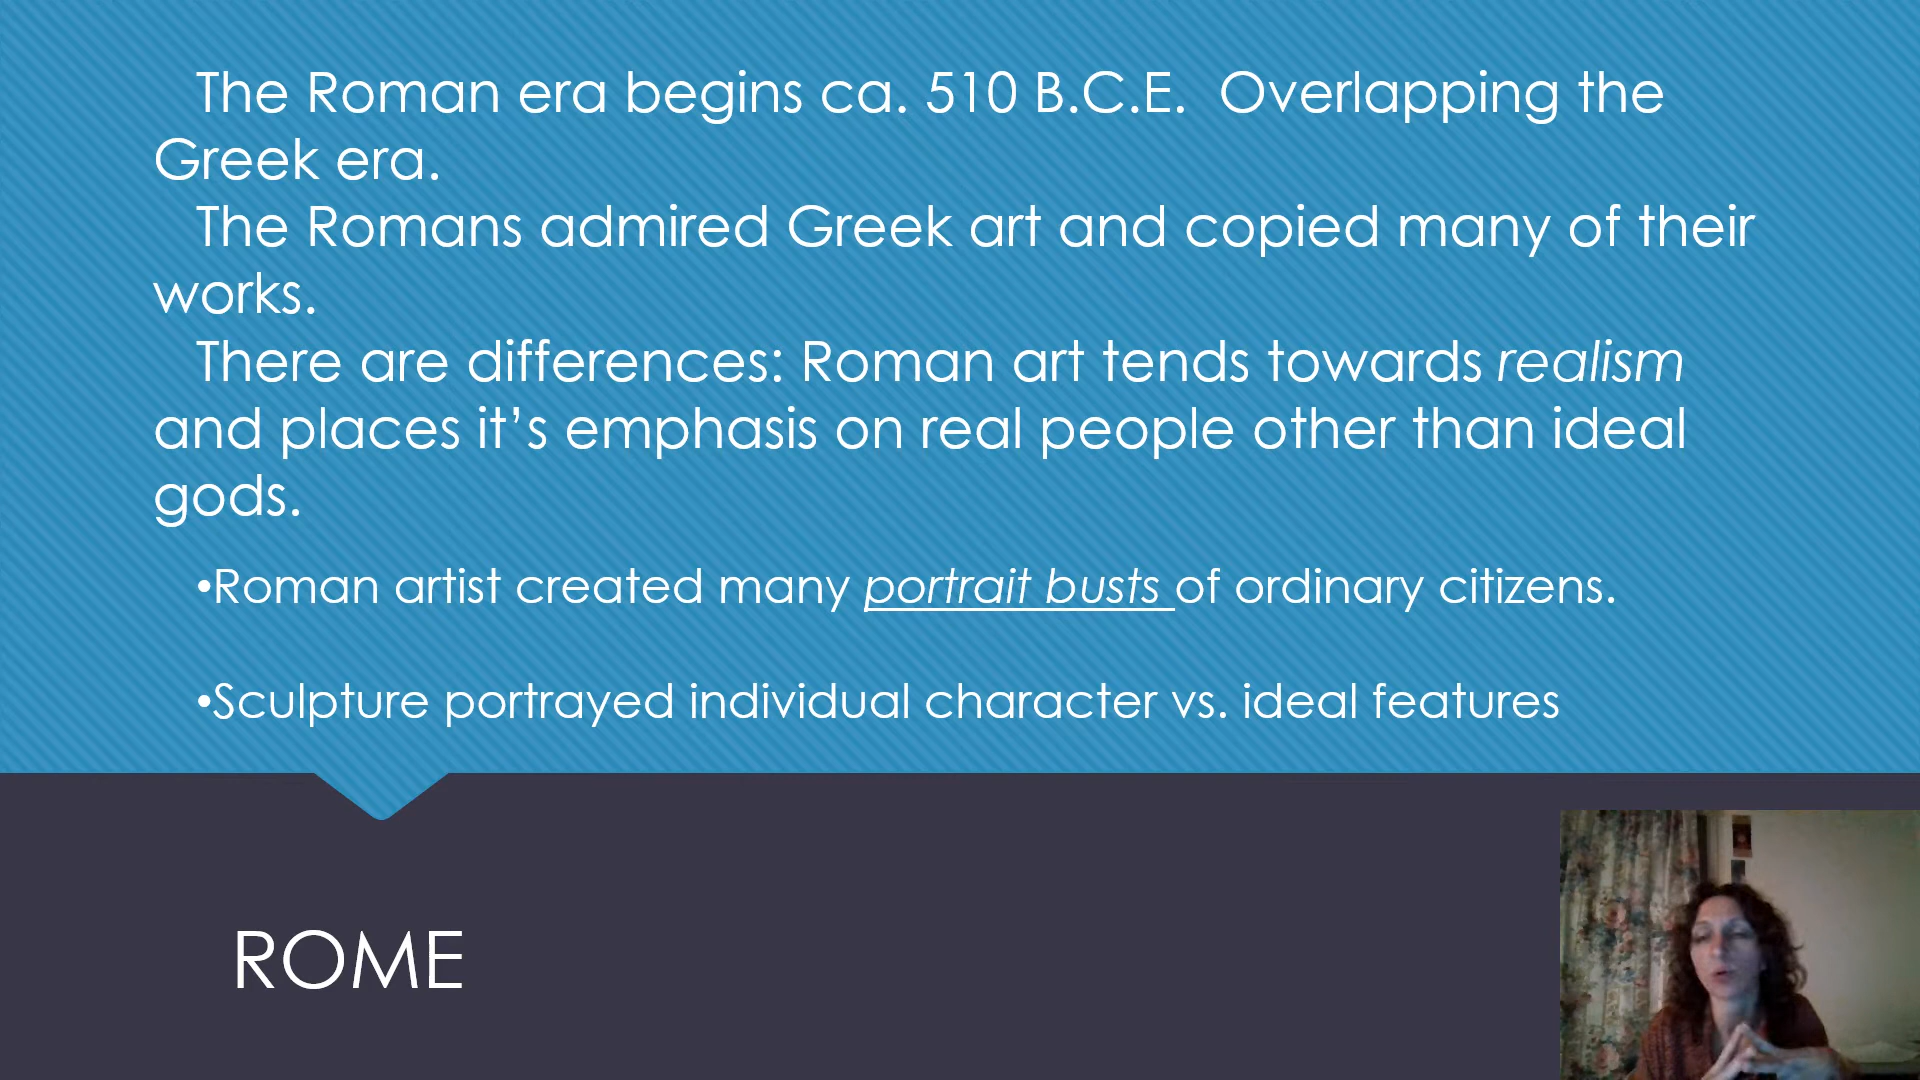 The Roman era begins ca. 510 B.C.E.  Overlapping the
Greek era.
The Romans admired Greek art and copied many of their
works.
There are differences: Roman art tends towards realism
and places it’s emphasis on real people other than ideal
gods.
•Roman artist created many portrait busts of ordinary citizens.
•Sculpture portrayed individual character vs. ideal features
ROME